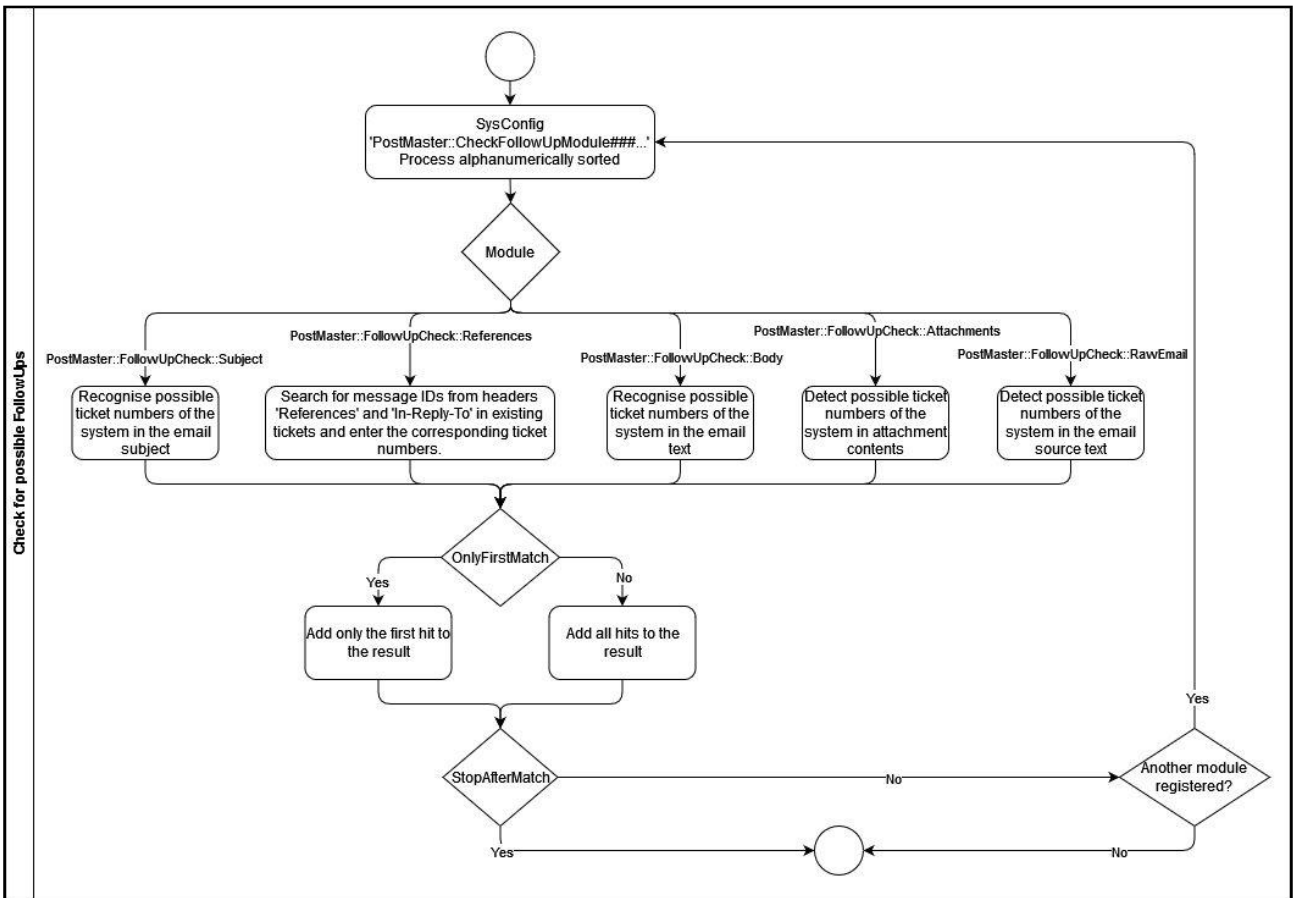 Check for possible FollowUps
SysConfig
'PostMaster::CheckFollowUpModule###...'
Process alphanumerically sorted
Module
PostMaster::FollowUpCheck::Subject
PostMaster::FollowUpCheck::References
PostMaster::FollowUpCheck::Body
PostMaster::FollowUpCheck::Attachments
PostMaster::FollowUpCheck::RawEmail
Recognise possible
ticket numbers of the
system in the email
subject
Search for message IDs from headers
'References' and 'In-Reply-To' in existing
tickets and enter the corresponding ticket
numbers.
Recognise possible
ticket numbers of the
system in the email
text
Detect possible ticket
numbers of the
system in attachment
contents
Detect possible ticket
numbers of the
system in the email
source text
OnlyFirstMatch
Yes
No
Add only the first hit to
the result
Add all hits to the
result
Yes
StopAfterMatch
No
Another module
registered?
Yes
No